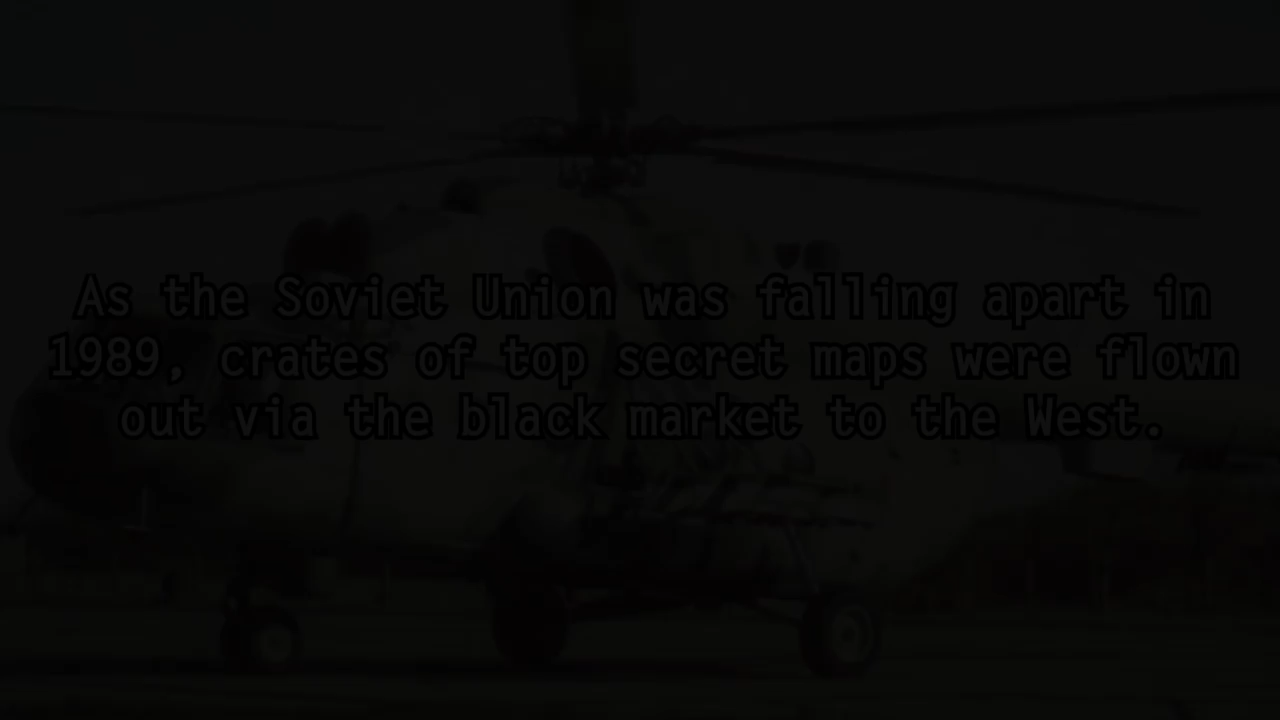 As the Soviet Union was falling apart in
1989, crates of top secret maps were flown
out via the black market to the West.